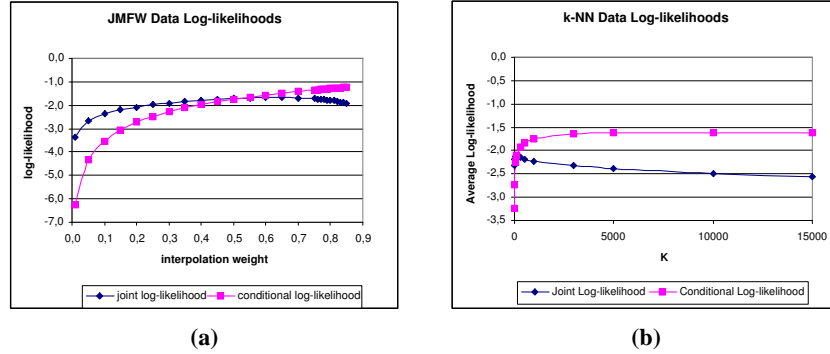 JMFW Data Log-likelihoods
0,0
-1,0
-2,0
-3,0
-4,0
-5,0
-6,0
-7,0
log-likelihood
0,0 0,1 0,2 0,3 0,4 0,5 0,6 0,7 0,8 0,9
interpolation weight
joint log-likelihood conditional log-likelihood
(a)
k-NN Data Log-likelihoods
0,0
-0,5
-1,0
-1,5
-2,0
-2,5
-3,0
-3,5
Average Log-likelihood
0 5000 10000 15000
K
Joint Log-Likelihood Conditional Log-Likelihood
(b)